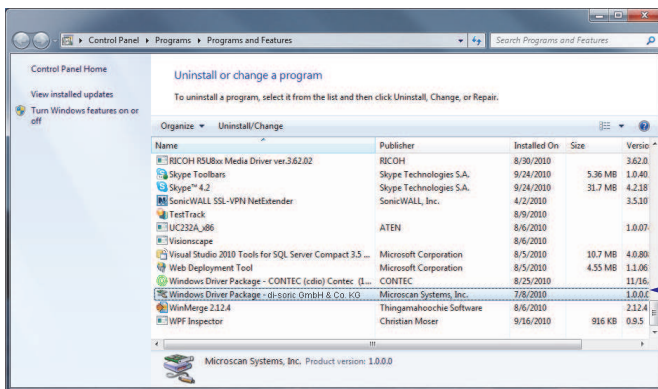 Control Panel ▸ Programs ▸ Programs and Features
Search Programs and Features
Control Panel Home
View installed updates
Turn Windows features on or off
Uninstall or change a program
To uninstall a program, select it from the list and then click Uninstall, Change, or Repair.
Organize Uninstall/Change
Name Publisher Installed On Size Versio
RICOH R5U8xx Media Driver ver.3.62.02 RICOH 8/30/2010 3.62.0
Skype Toolbars Skype Technologies S.A. 9/24/2010 5.36 MB 1.0.40
Skype™ 4.2 Skype Technologies S.A. 9/24/2010 31.7 MB 4.2.18
SonicWALL SSL-VPN NetExtender SonicWALL, Inc. 4/2/2010 3.5.10
TestTrack 8/9/2010
UC232A_x86 ATEN 8/6/2010 1.0.07
Visionscape 8/6/2010
Visual Studio 2010 Tools for SQL Server Compact 3.5 ... Microsoft Corporation 8/5/2010 10.7 MB 4.0.80
Web Deployment Tool Microsoft Corporation 8/5/2010 4.55 MB 1.1.06
Windows Driver Package - CONTEC (cdio) Contec (1... CONTEC 8/25/2010 11/16
Windows Driver Package - di-soric GmbH & Co. KG Microscan Systems, Inc. 7/8/2010 1.0.0.0
WinMerge 2.12.4 Thingamahoochie Software 8/6/2010 2.12.4
WPF Inspector Christian Moser 9/16/2010 916 KB 0.9.5
Microscan Systems, Inc. Product version: 1.0.0.0